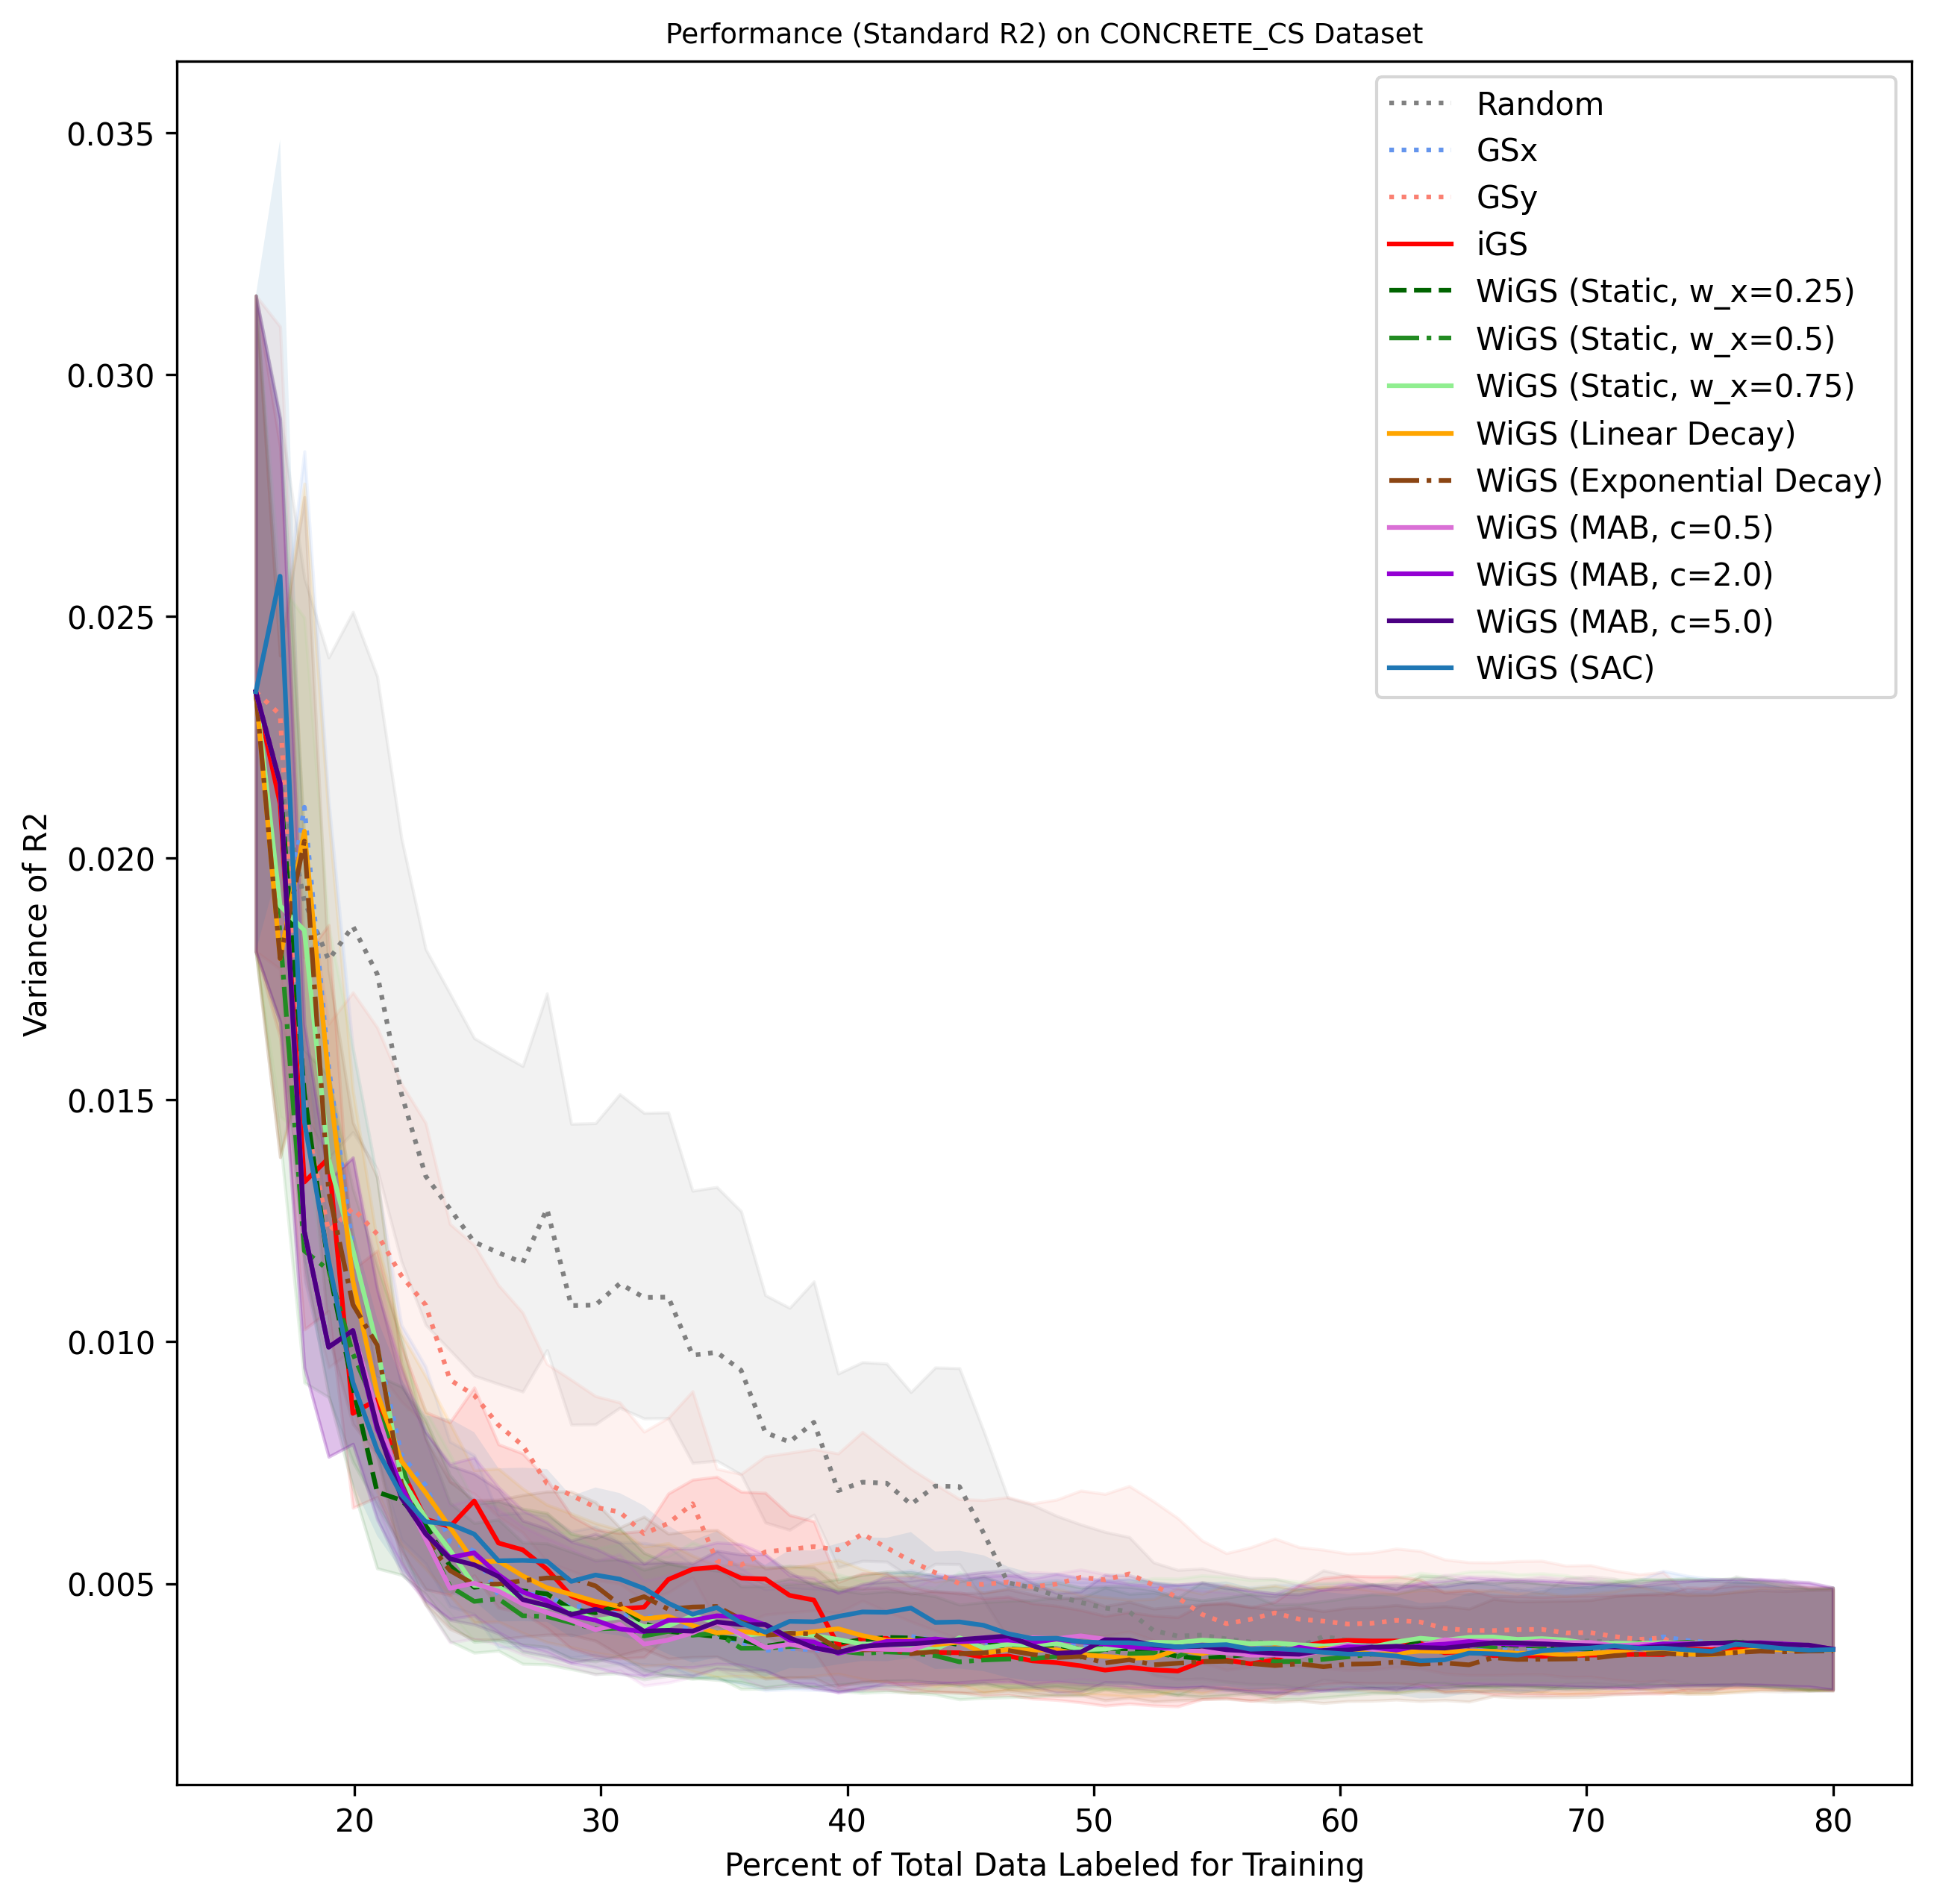 Performance (Standard R2) on CONCRETE_CS Dataset
Variance of R2
0.035
0.030
0.025
0.020
0.015
0.010
0.005
Random
GSx
GSy
iGS
WiGS (Static, w_x=0.25)
WiGS (Static, w_x=0.5)
WiGS (Static, w_x=0.75)
WiGS (Linear Decay)
WiGS (Exponential Decay)
WiGS (MAB, c=0.5)
WiGS (MAB, c=2.0)
WiGS (MAB, c=5.0)
WiGS (SAC)
20 30 40 50 60 70 80
Percent of Total Data Labeled for Training